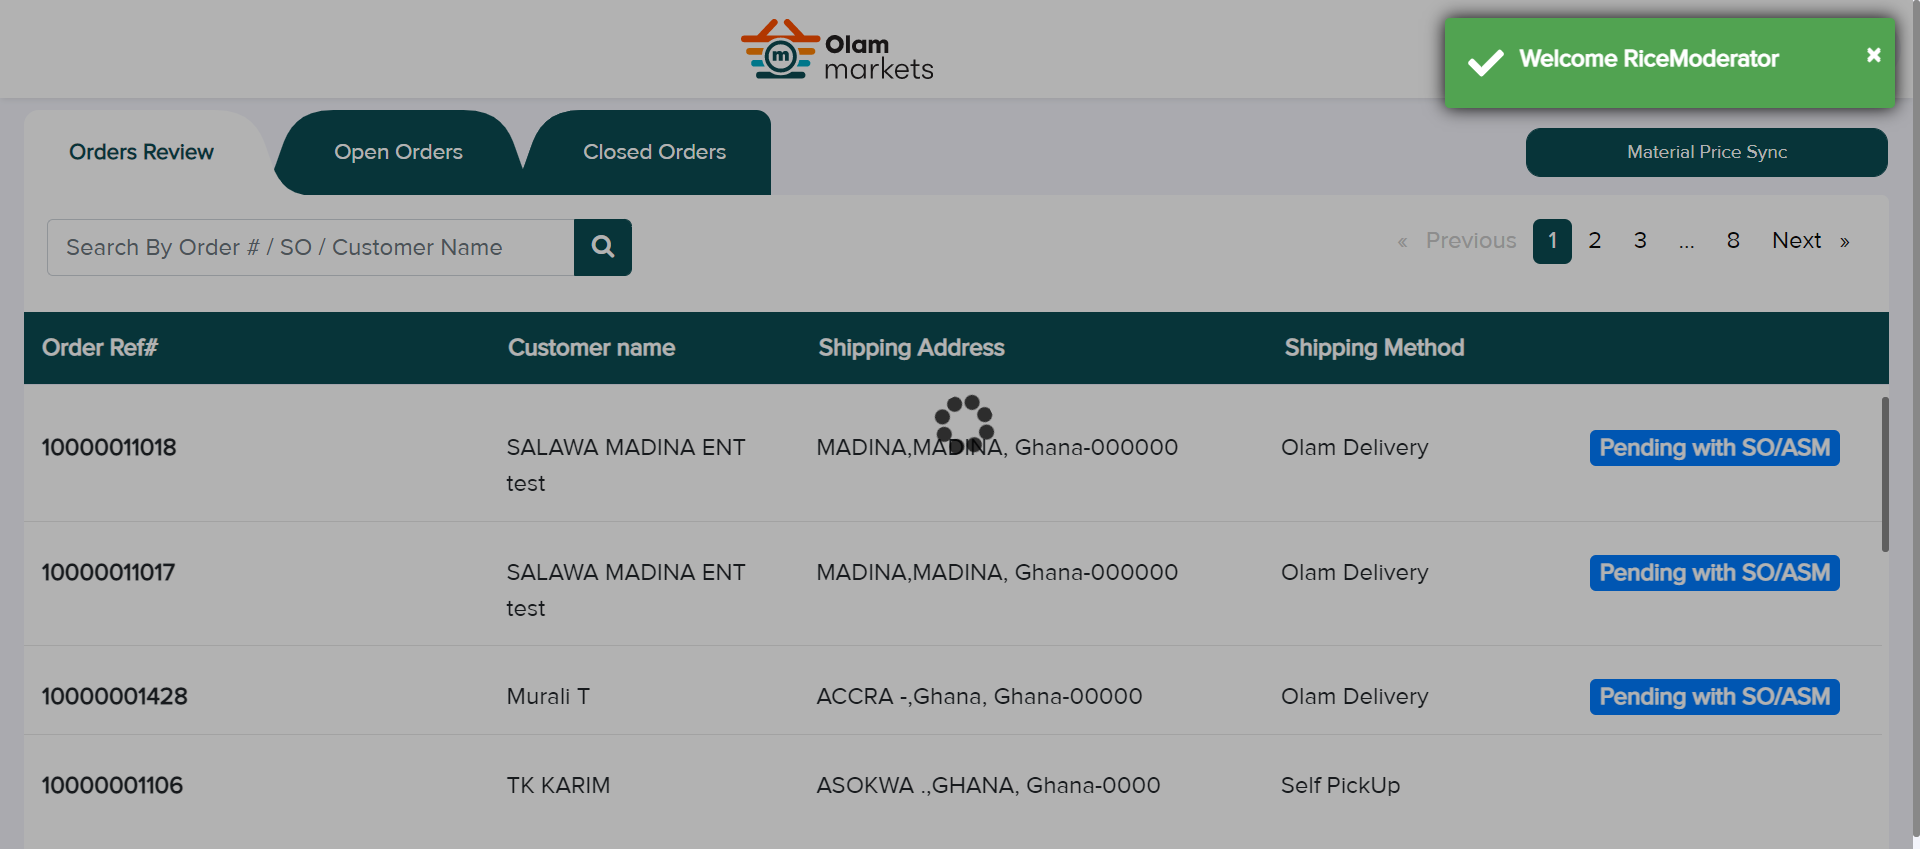 m
Olam
markets
Welcome RiceModerator
×
Orders Review
Open Orders
Closed Orders
Material Price Sync
Search By Order # / SO / Customer Name
« Previous 1 2 3 ... 8 Next »
Order Ref# Customer name Shipping Address Shipping Method
10000011018 SALAWA MADINA ENT MADINA,MADINA, Ghana-000000 Olam Delivery Pending with SO/ASM
test
10000011017 SALAWA MADINA ENT MADINA,MADINA, Ghana-000000 Olam Delivery Pending with SO/ASM
test
10000001428 Murali T ACCRA -,Ghana, Ghana-00000 Olam Delivery Pending with SO/ASM
10000001106 TK KARIM ASOKWA .,GHANA, Ghana-0000 Self PickUp